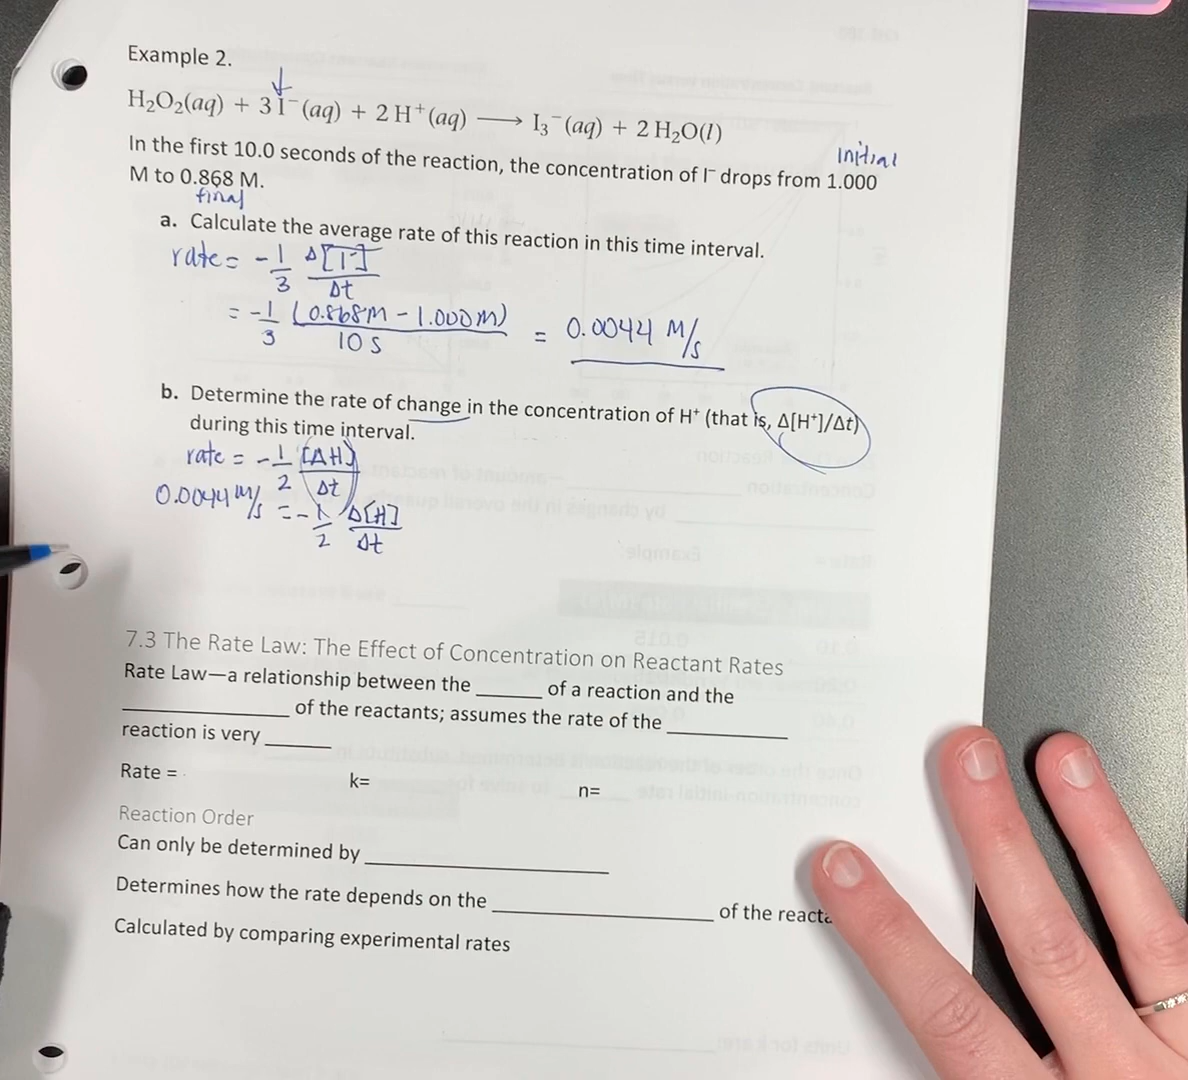 Example 2.
↓
H₂O₂(aq) + 3 I⁻(aq) + 2 H⁺(aq) ⟶ I₃⁻(aq) + 2 H₂O(l)
Initial
In the first 10.0 seconds of the reaction, the concentration of I⁻ drops from 1.000
M to 0.868 M.
final
a. Calculate the average rate of this reaction in this time interval.
rate = -1/3 Δ[I⁻]/Δt
= -1/3 (0.868M - 1.000M)/10 s = 0.0044 M/s
b. Determine the rate of change in the concentration of H⁺ (that is, Δ[H⁺]/Δt)
during this time interval.
rate = -1/2 [ΔH]/Δt
0.0044 M/s = -1/2 Δ[H]/Δt
7.3 The Rate Law: The Effect of Concentration on Reactant Rates
Rate Law—a relationship between the ______ of a reaction and the
______________ of the reactants; assumes the rate of the __________
reaction is very ______
Rate = k= n=
Reaction Order
Can only be determined by ____________________
Determines how the rate depends on the __________________ of the
Calculated by comparing experimental rates